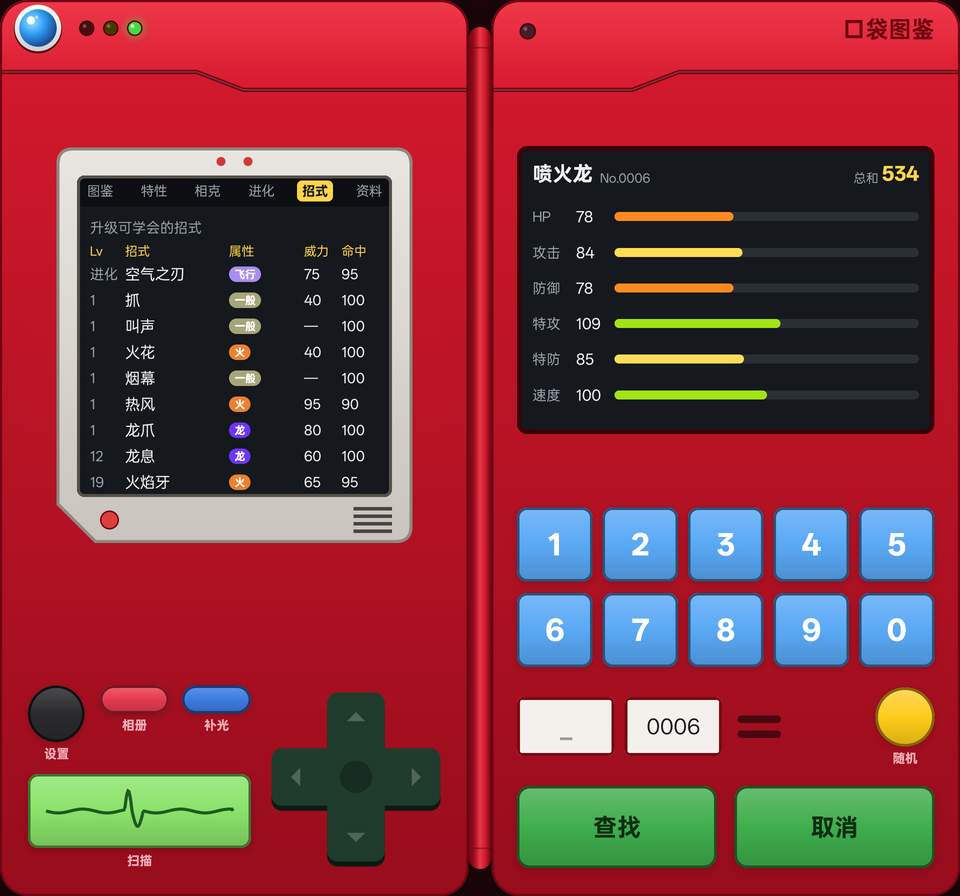 图鉴 特性 相克 进化 招式 资料
升级可学会的招式
Lv 招式 属性 威力 命中
进化 空气之刃 飞行 75 95
1 抓 一般 40 100
1 叫声 一般 — 100
1 火花 火 40 100
1 烟幕 一般 — 100
1 热风 火 95 90
1 龙爪 龙 80 100
12 龙息 龙 60 100
19 火焰牙 火 65 95
设置
相册
补光
扫描
口袋图鉴
喷火龙 No.0006 总和 534
HP 78
攻击 84
防御 78
特攻 109
特防 85
速度 100
1 2 3 4 5
6 7 8 9 0
_ 0006
随机
查找 取消